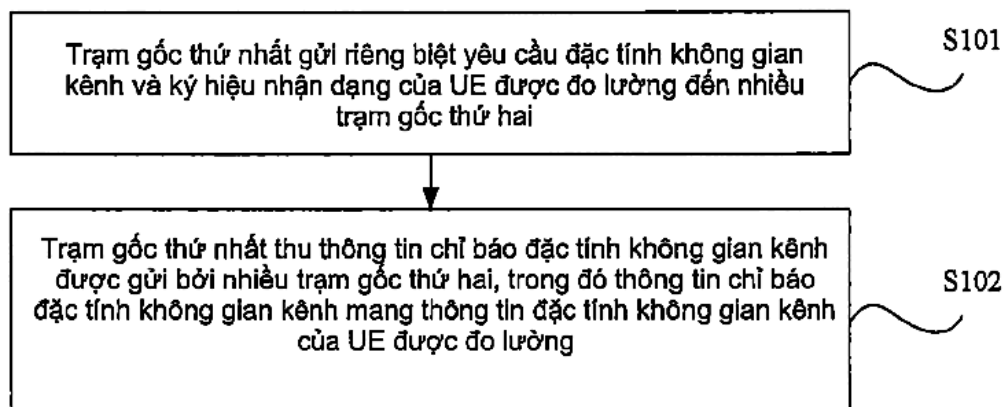 Trạm gốc thứ nhất gửi riêng biệt yêu cầu đặc tính không gian
kênh và ký hiệu nhận dạng của UE được đo lường đến nhiều
trạm gốc thứ hai
S101
Trạm gốc thứ nhất thu thông tin chỉ báo đặc tính không gian kênh
được gửi bởi nhiều trạm gốc thứ hai, trong đó thông tin chỉ báo
đặc tính không gian kênh mang thông tin đặc tính không gian kênh
của UE được đo lường
S102